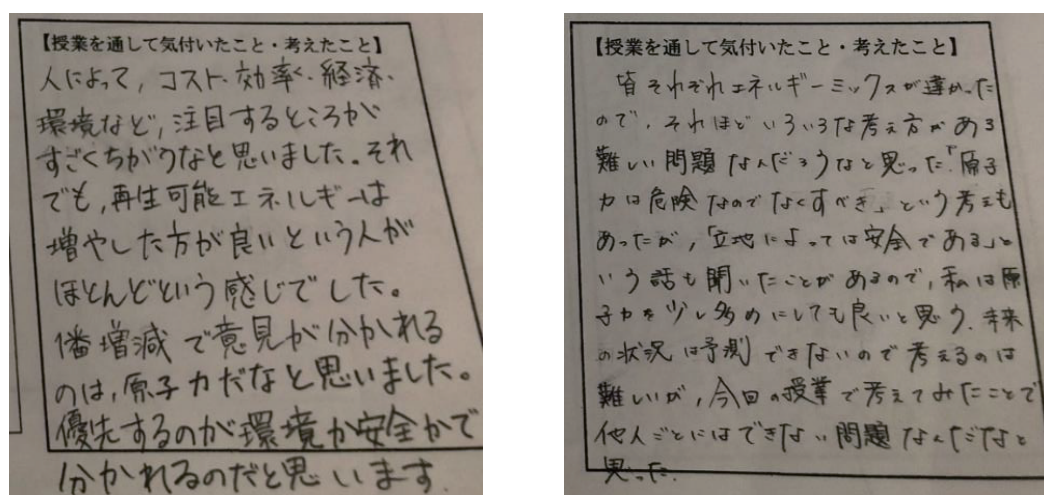 【授業を通して気付いたこと・考えたこと】
人によって,コスト・効率・経済・
環境など,注目するところが
すごくちがうなと思いました。それ
でも,再生可能エネルギーは
増やした方が良いという人が
ほとんどという感じでした。
1番増減で意見が分かれる
のは,原子力だなと思いました。
優先するのが環境か安全かで
分かれるのだと思います.
【授業を通して気付いたこと・考えたこと】
皆それぞれエネルギーミックスが違かった
ので,それほどいろいろな考え方がある
難しい問題なんだろうなと思った.「原子
力は危険なのでなくすべき」という考えも
あったが,「立地によっては安全である」と
いう話も聞いたことがあるので,私は原
子力を少し多めにしても良いと思う.未来
の状況は予測できないので考えるのは
難しいが,今回の授業で考えてみたことで
他人ごとにはできない問題なんだなと
思った.